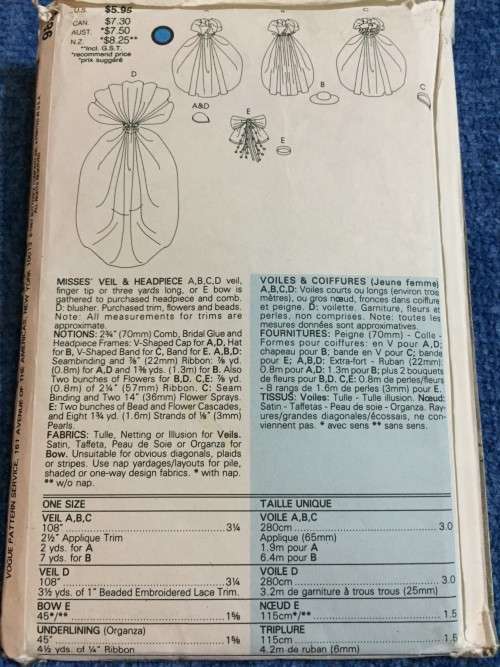 U.S. $5.95
CAN. $7.30
AUST. *$7.50
N.Z. *$8.25**
**Incl. G.S.T.
*recommend price
*prix suggéré
A
C
D
A&D
B
E
E
C
MISSES' VEIL & HEADPIECE A,B,C,D veil,
finger tip or three yards long, or E bow is
gathered to purchased headpiece and comb.
D: blusher. Purchased trim, flowers and beads.
Note: All measurements for trims are
approximate.
NOTIONS: 2¾" (70mm) Comb, Bridal Glue and
Headpiece Frames: V-Shaped Cap for A,D, Hat
for B, V-Shaped Band for C, Band for E. A,B,D:
Seambinding and ⅞" (22mm) Ribbon: ⅞ yd.
(0.8m) for A,D and 1⅜ yds. (1.3m) for B. Also
Two bunches of Flowers for B,D. C,E: ⅞ yd.
(0.8m) of 2¼" (57mm) Ribbon. C: Seam
Binding and Two 14" (36mm) Flower Sprays.
E: Two bunches of Bead and Flower Cascades,
and Eight 1¾ yd. (1.6m) Strands of ⅛" (3mm)
Pearls.
FABRICS: Tulle, Netting or Illusion for Veils.
Satin, Taffeta, Peau de Soie or Organza for
Bow. Unsuitable for obvious diagonals, plaids
or stripes. Use nap yardages/layouts for pile,
shaded or one-way design fabrics. * with nap.
** w/o nap.
VOILES & COIFFURES (Jeune femme)
A,B,C,D: Voiles courts ou longs (environ trois
mètres), ou gros nœud, fronces dans coiffure
et peigne. D: voilette. Garniture, fleurs et
perles, non comprises. Note: toutes les
mesures données sont approximatives.
FOURNITURES: Peigne (70mm) - Colle -
Formes pour coiffures: en V pour A,D;
chapeau pour B; bande en V pour C; bande
pour E; A,B,D: Extra-fort - Ruban (22mm):
0.8m pour A,D: 1.3m pour B; plus 2 bouquets
de fleurs pour B,D. C,E: 0.8m de perles/fleurs
- 8 rangs de 1.6m de perles (3mm) pour E.
TISSUS: Voiles: Tulle - Tulle illusion. Nœud:
Satin - Taffetas - Peau de soie - Organza. Ray-
ures/grandes diagonales/écossais, ne con-
viennent pas. * avec sens ** sans sens.
ONE SIZE
VEIL A,B,C
108" 3¼
2½" Applique Trim
2 yds. for A
7 yds. for B
VEIL D
108" 3¼
3½ yds. of 1" Beaded Embroidered Lace Trim.
BOW E
45*/** 1⅝
UNDERLINING (Organza)
45" 1⅝
4½ yds. of ¼" Ribbon
TAILLE UNIQUE
VOILE A,B,C
280cm 3.0
Applique (65mm)
1.9m pour A
6.4m pour B
VOILE D
280cm 3.0
3.2m de garniture à trous trous (25mm)
NŒUD E
115cm*/** 1.5
TRIPLURE
115cm 1.5
4.2m de ruban (6mm)
VOGUE PATTERN SERVICE, 161 AVENUE OF THE AMERICAS, NEW YORK, NEW YORK 10013